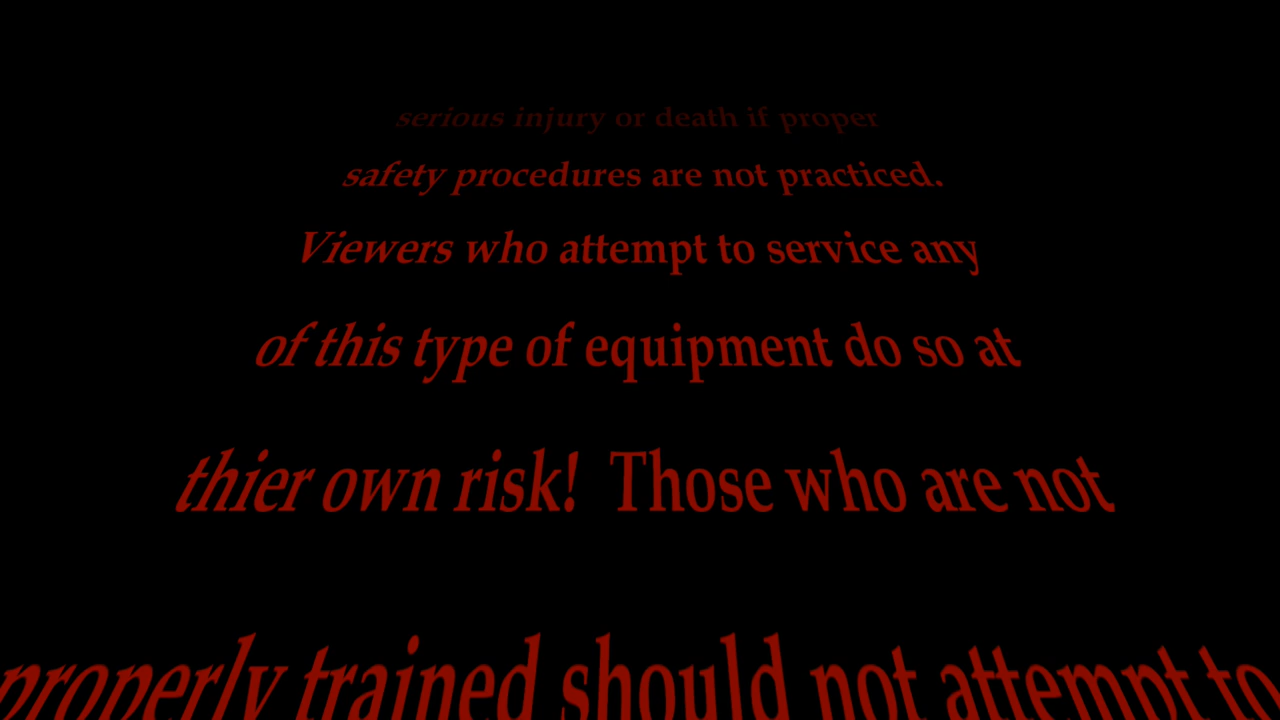 serious injury or death if proper
safety procedures are not practiced.
Viewers who attempt to service any
of this type of equipment do so at
thier own risk!  Those who are not
properly trained should not attempt to